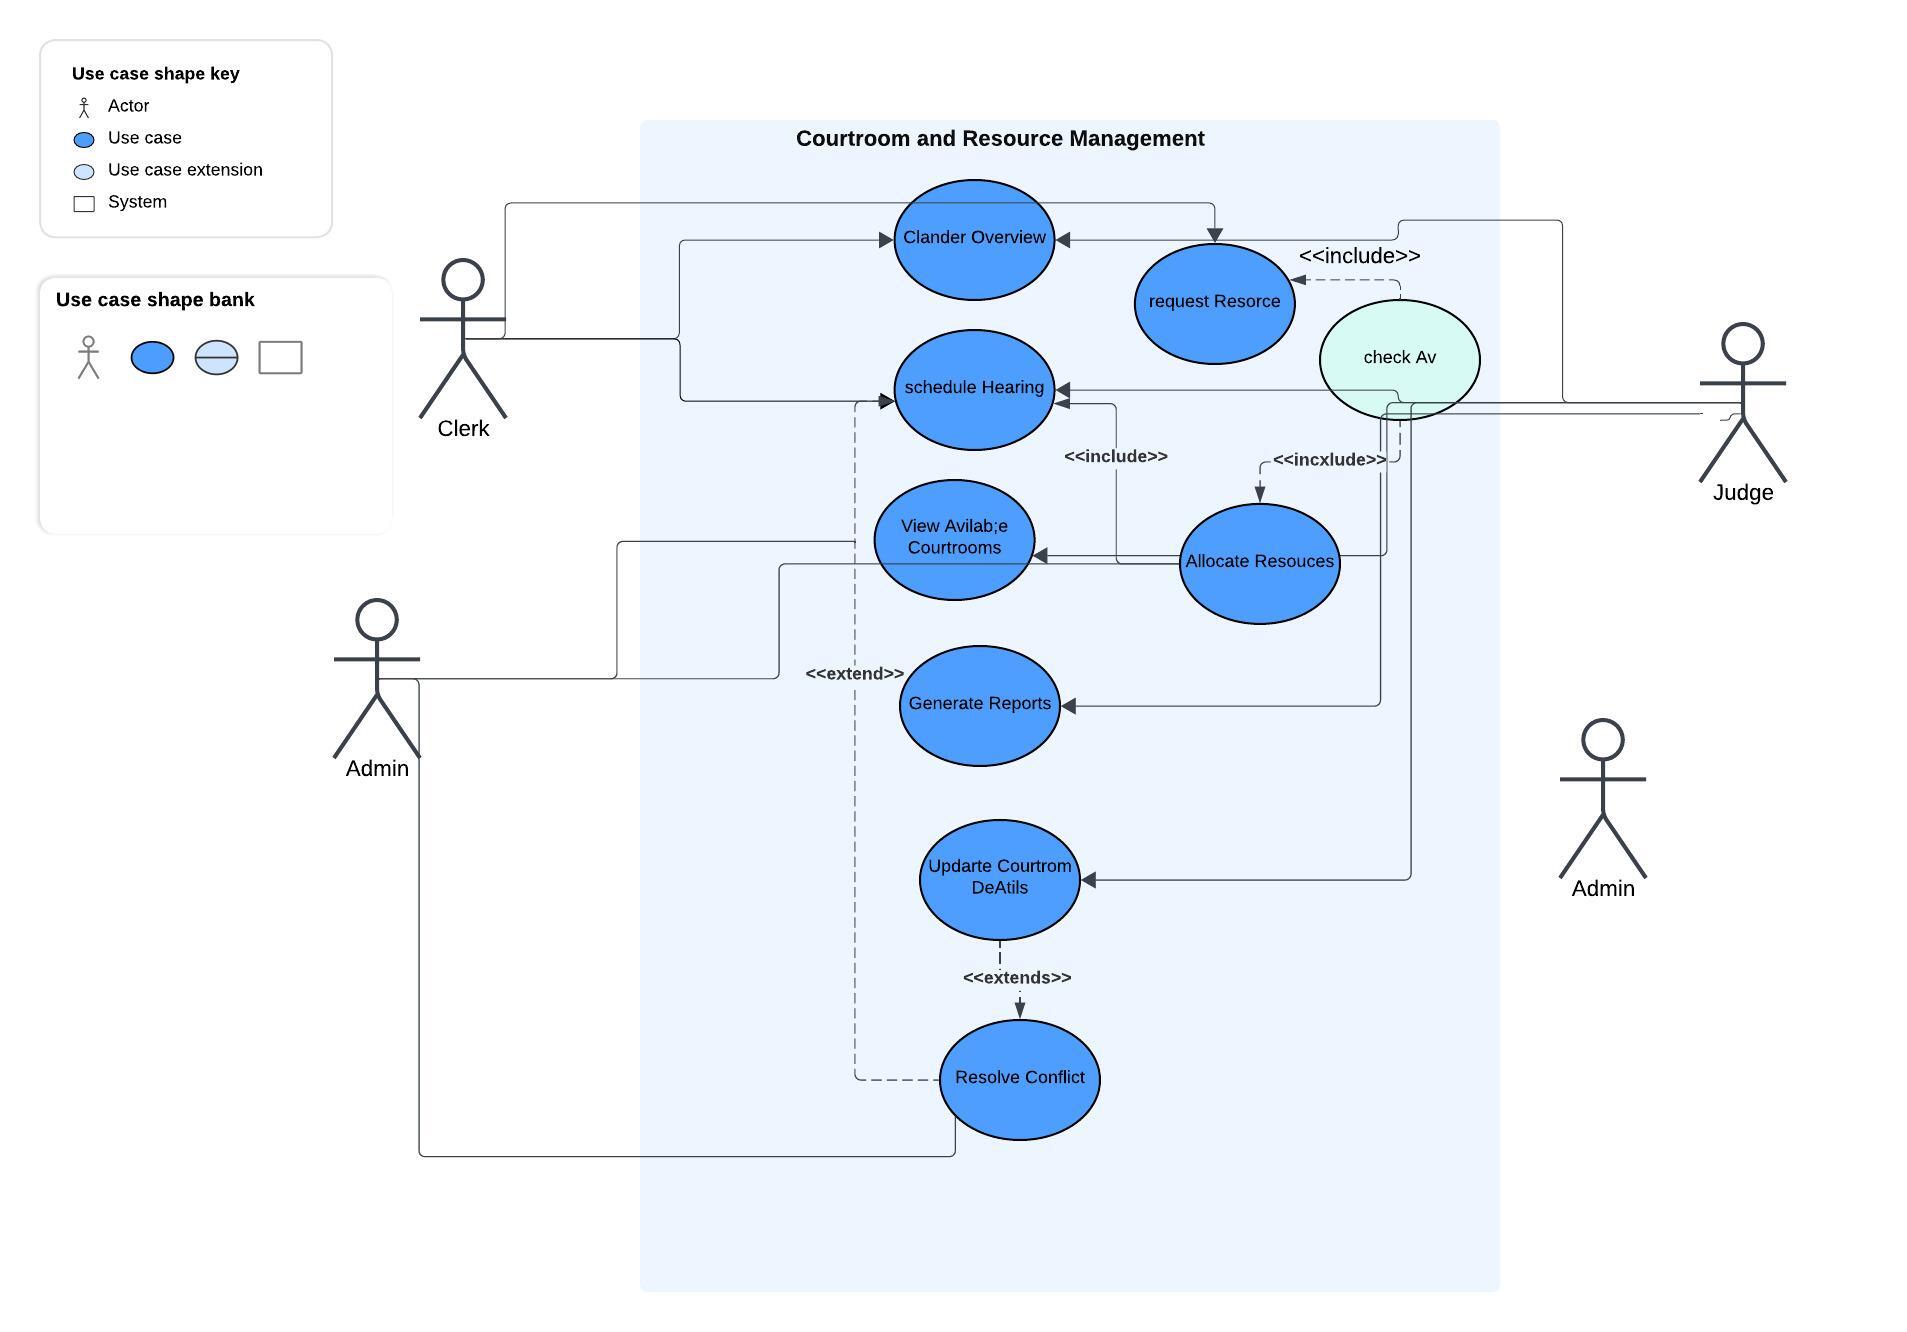 Use case shape key
Actor
Use case
Use case extension
System
Use case shape bank
Courtroom and Resource Management
Clander Overview
<<include>>
request Resorce
check Av
schedule Hearing
Clerk
<<include>>
<<incxlude>>
Judge
View Avilab;e
Courtrooms
Allocate Resouces
<<extend>>
Generate Reports
Admin
Updarte Courtrom
DeAtils
Admin
<<extends>>
Resolve Conflict